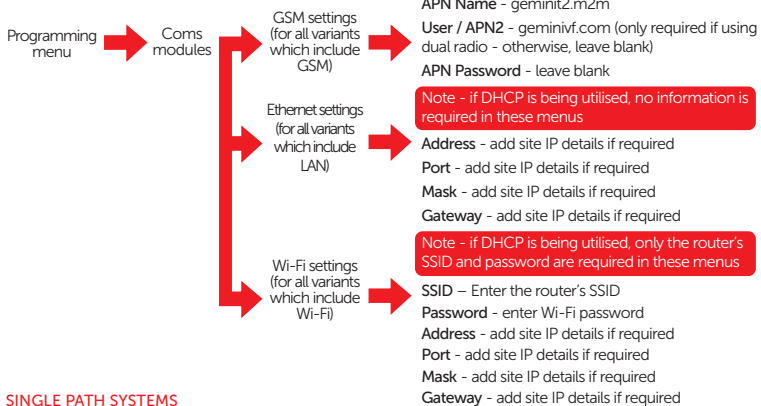 Programming
menu
Coms
modules
GSM settings
(for all variants
which include
GSM)
APN Name - geminit2.m2m
User / APN2 - geminivf.com (only required if using
dual radio - otherwise, leave blank)
APN Password - leave blank
Ethernet settings
(for all variants
which include
LAN)
Note - if DHCP is being utilised, no information is
required in these menus
Address - add site IP details if required
Port - add site IP details if required
Mask - add site IP details if required
Gateway - add site IP details if required
Wi-Fi settings
(for all variants
which include
Wi-Fi)
Note - if DHCP is being utilised, only the router's
SSID and password are required in these menus
SSID – Enter the router's SSID
Password - enter Wi-Fi password
Address - add site IP details if required
Port - add site IP details if required
Mask - add site IP details if required
Gateway - add site IP details if required
SINGLE PATH SYSTEMS